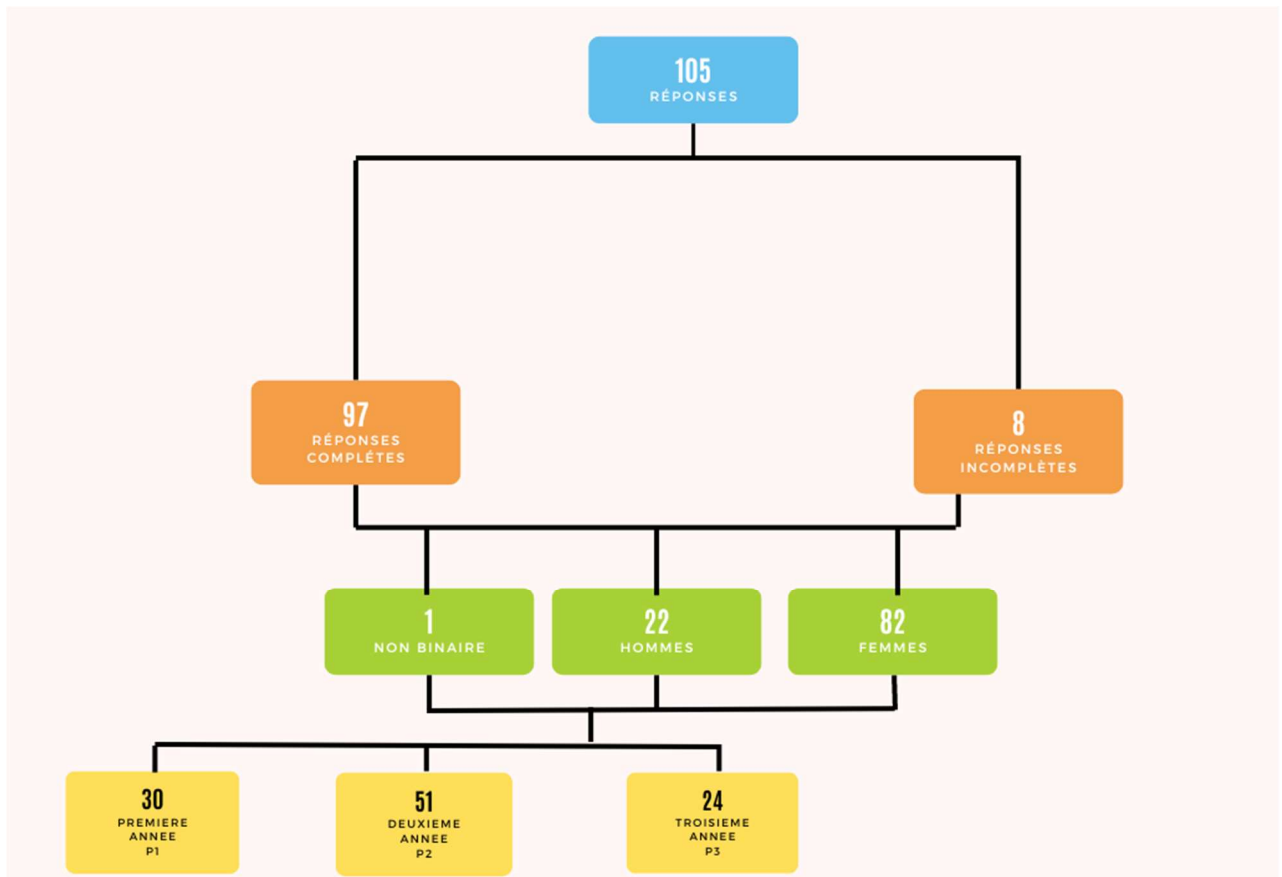 105
RÉPONSES
97
RÉPONSES
COMPLÉTES
8
RÉPONSES
INCOMPLÈTES
1
NON BINAIRE
22
HOMMES
82
FEMMES
30
PREMIERE
ANNEE
P1
51
DEUXIEME
ANNEE
P2
24
TROISIEME
ANNEE
P3